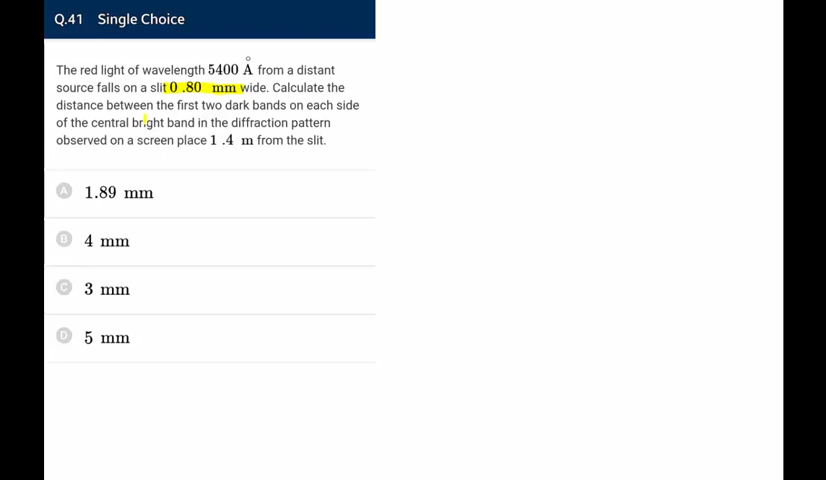 Q.41 Single Choice
The red light of wavelength 5400 Å from a distant
source falls on a slit 0 .80 mm wide. Calculate the
distance between the first two dark bands on each side
of the central bright band in the diffraction pattern
observed on a screen place 1 .4 m from the slit.
A 1.89 mm
B 4 mm
C 3 mm
D 5 mm